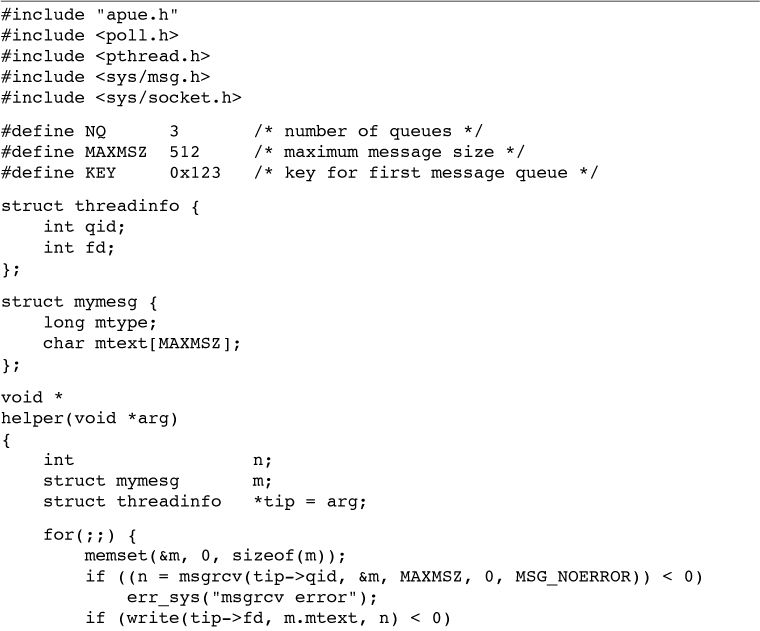 #include "apue.h"
#include <poll.h>
#include <pthread.h>
#include <sys/msg.h>
#include <sys/socket.h>
#define NQ      3       /* number of queues */
#define MAXMSZ  512     /* maximum message size */
#define KEY     0x123   /* key for first message queue */
struct threadinfo {
    int qid;
    int fd;
};
struct mymesg {
    long mtype;
    char mtext[MAXMSZ];
};
void *
helper(void *arg)
{
    int                 n;
    struct mymesg       m;
    struct threadinfo   *tip = arg;
    for(;;) {
        memset(&m, 0, sizeof(m));
        if ((n = msgrcv(tip->qid, &m, MAXMSZ, 0, MSG_NOERROR)) < 0)
            err_sys("msgrcv error");
        if (write(tip->fd, m.mtext, n) < 0)